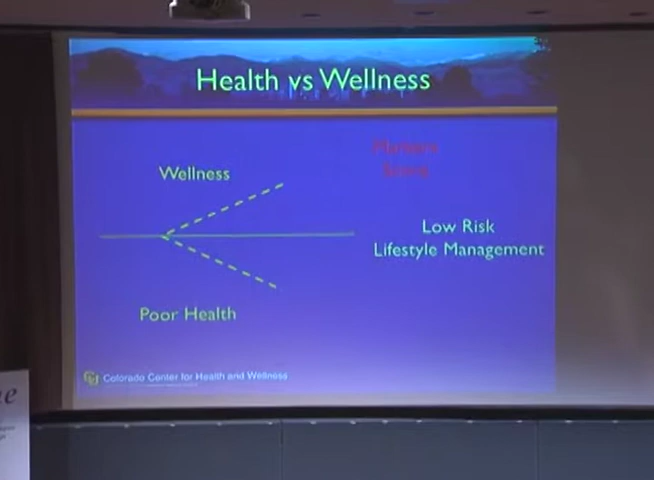 Health vs Wellness
Wellness
Low Risk
Lifestyle Management
Poor Health
Colorado Center for Health and Wellness